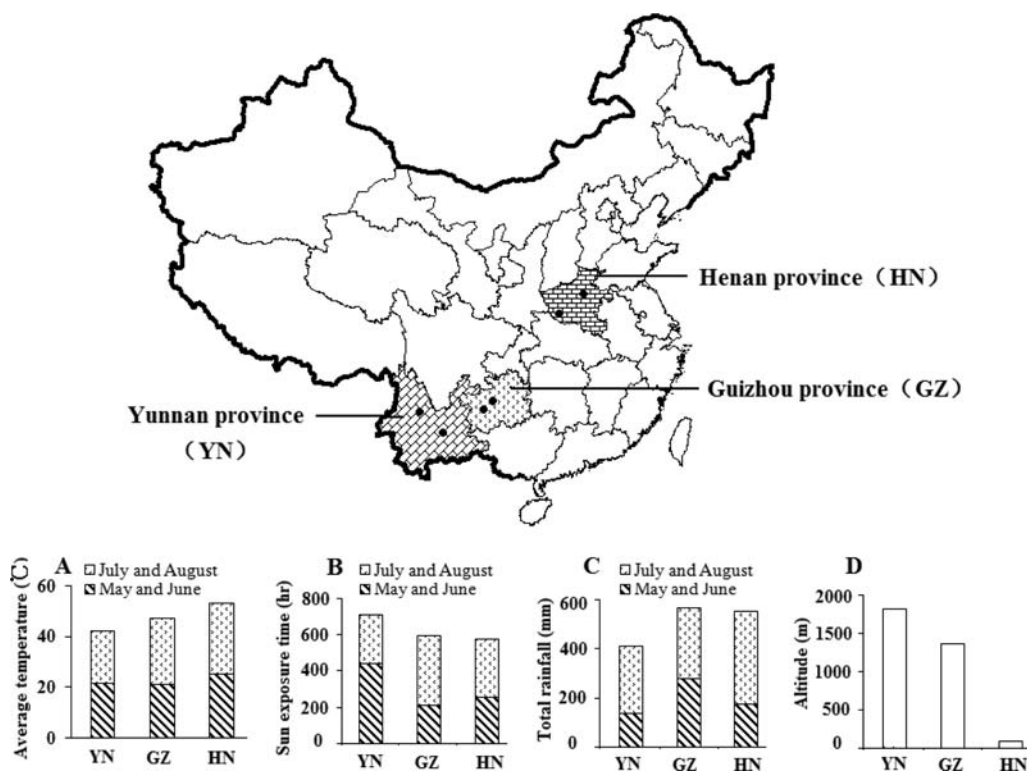 Henan province（HN）
Guizhou province（GZ）
Yunnan province
（YN）
A
July and August
May and June
Average temperature (℃)
60
40
20
0
YN GZ HN
B
July and August
May and June
Sun exposure time (hr)
800
600
400
200
0
YN GZ HN
C
July and August
May and June
Total rainfall (mm)
600
400
200
0
YN GZ HN
D
Altitude (m)
2000
1500
1000
500
0
YN GZ HN